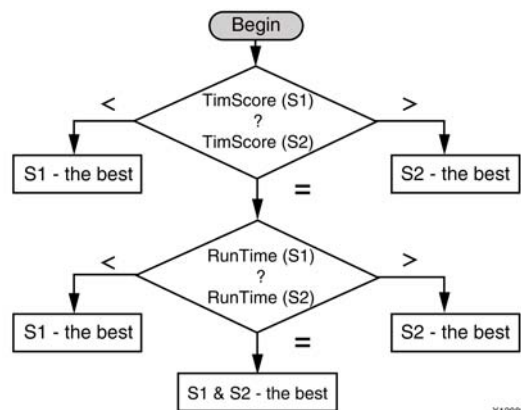 Begin
TimScore (S1)
<
?
>
TimScore (S2)
S1 - the best
S2 - the best
=
RunTime (S1)
<
?
>
RunTime (S2)
S1 - the best
S2 - the best
=
S1 & S2 - the best